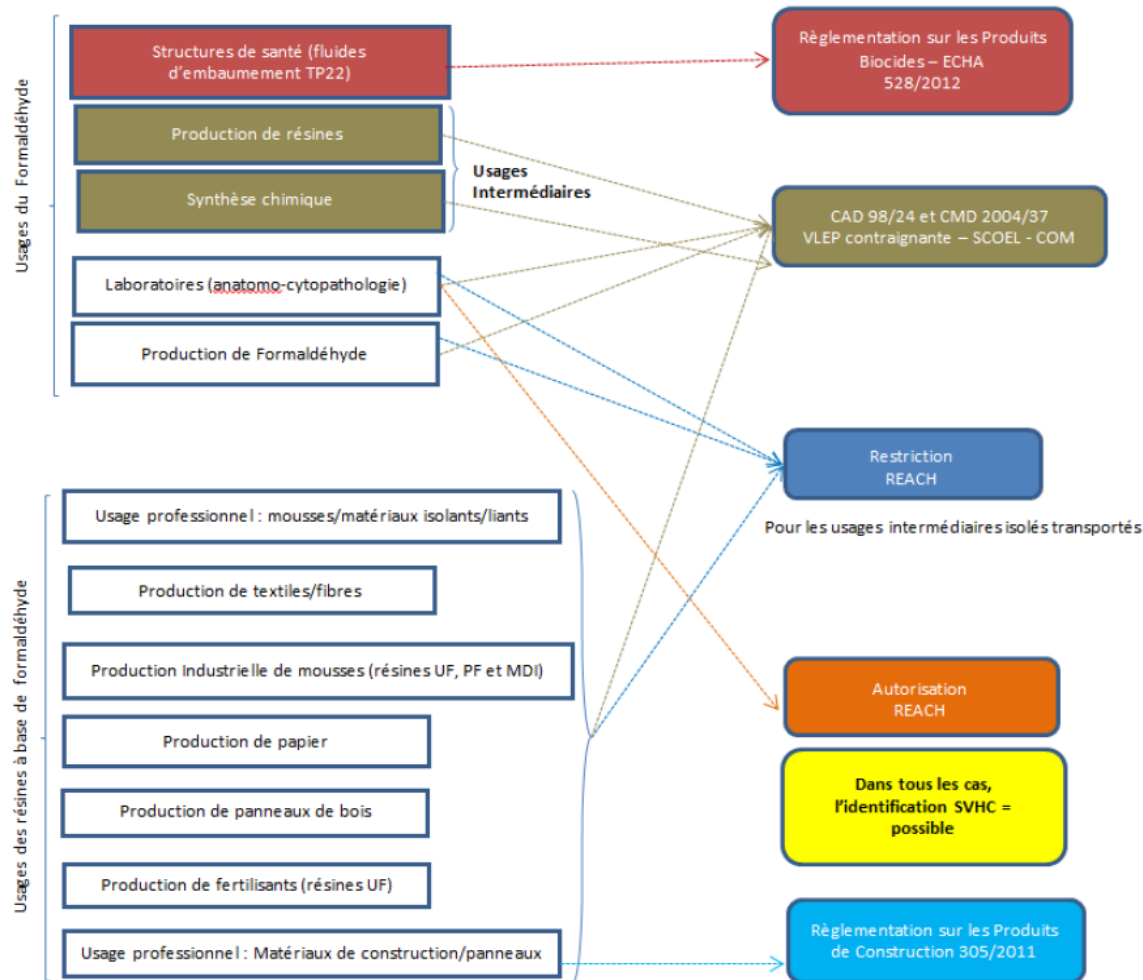 Usages du Formaldéhyde
Structures de santé (fluides
d'embaumement TP22)
Production de résines
Synthèse chimique
Usages
Intermédiaires
Laboratoires (anatomo-cytopathologie)
Production de Formaldéhyde
Règlementation sur les Produits
Biocides – ECHA
528/2012
CAD 98/24 et CMD 2004/37
VLEP contraignante – SCOEL - COM
Restriction
REACH
Pour les usages intermédiaires isolés transportés
Usages des résines à base de formaldéhyde
Usage professionnel : mousses/matériaux isolants/liants
Production de textiles/fibres
Production Industrielle de mousses (résines UF, PF et MDI)
Production de papier
Production de panneaux de bois
Production de fertilisants (résines UF)
Usage professionnel : Matériaux de construction/panneaux
Autorisation
REACH
Dans tous les cas,
l'identification SVHC =
possible
Règlementation sur les Produits
de Construction 305/2011